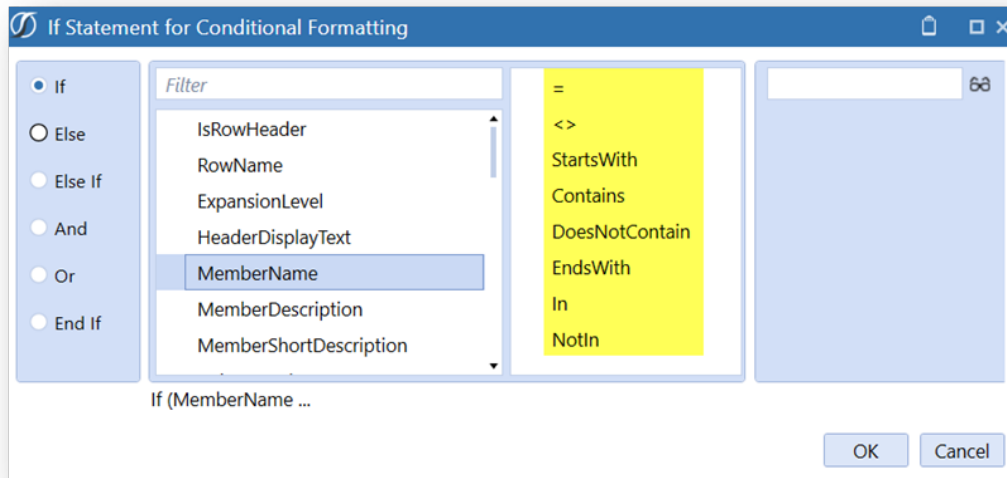 If Statement for Conditional Formatting
If
Else
Else If
And
Or
End If
Filter
IsRowHeader
RowName
ExpansionLevel
HeaderDisplayText
MemberName
MemberDescription
MemberShortDescription
=
<>
StartsWith
Contains
DoesNotContain
EndsWith
In
NotIn
If (MemberName ...
OK
Cancel